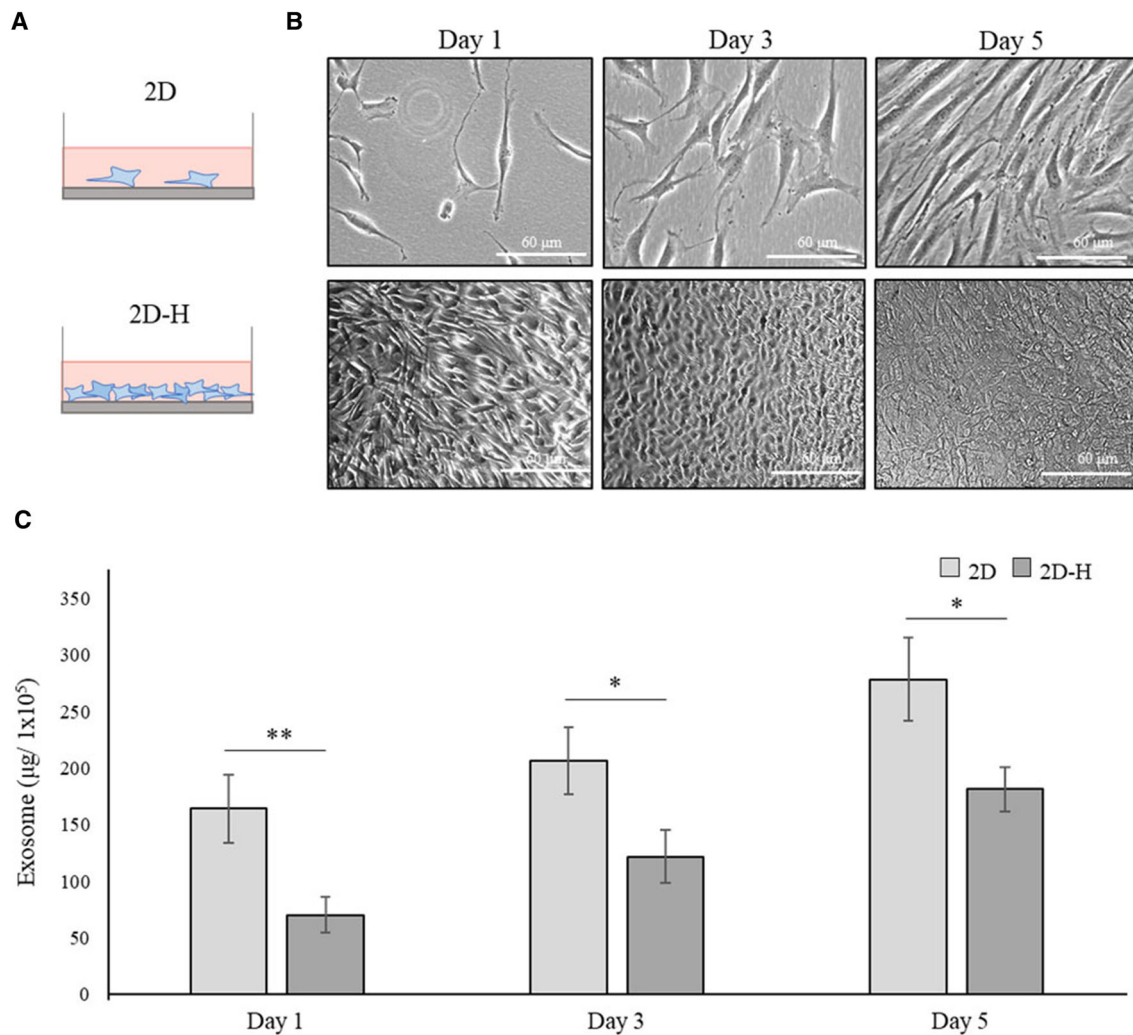 A
B
2D
2D-H
Day 1
Day 3
Day 5
60 μm
60 μm
60 μm
60 μm
60 μm
60 μm
C
2D
2D-H
Exosome (μg/ 1x10⁵)
350
300
250
200
150
100
50
0
**
*
*
Day 1
Day 3
Day 5